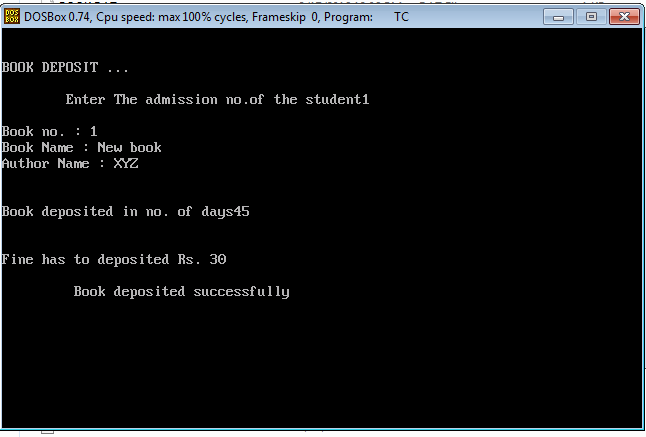 DOS BOX
DOSBox 0.74, Cpu speed: max 100% cycles, Frameskip 0, Program: TC
BOOK DEPOSIT ...
Enter The admission no.of the student1
Book no. : 1
Book Name : New book
Author Name : XYZ
Book deposited in no. of days45
Fine has to deposited Rs. 30
Book deposited successfully